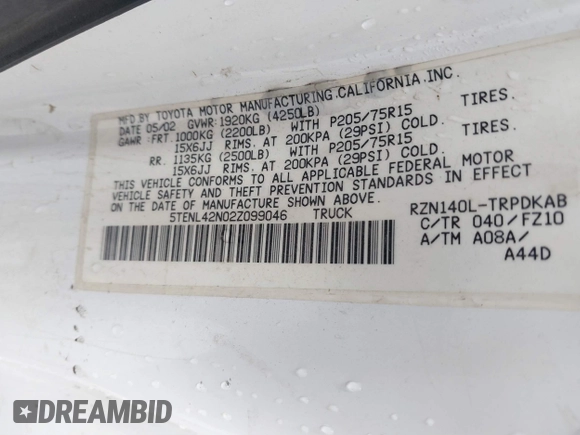 MFD BY TOYOTA MOTOR MANUFACTURING,CALIFORNIA,INC.
DATE 05/02 GVWR:1920KG (4250LB)
GAWR: FRT. 1000KG (2200LB) WITH P205/75R15 TIRES.
15X6JJ RIMS. AT 200KPA (29PSI) COLD.
RR. 1135KG (2500LB) WITH P205/75R15 TIRES.
15X6JJ RIMS. AT 200KPA (29PSI) COLD.
THIS VEHICLE CONFORMS TO ALL APPLICABLE FEDERAL MOTOR
VEHICLE SAFETY AND THEFT PREVENTION STANDARDS IN EFFECT
ON THE DATE OF MANUFACTURE SHOWN ABOVE.
5TENL42N02Z099046 TRUCK
RZN140L-TRPDKAB
C/TR 040/FZ10
A/TM A08A/
A44D
DREAMBID